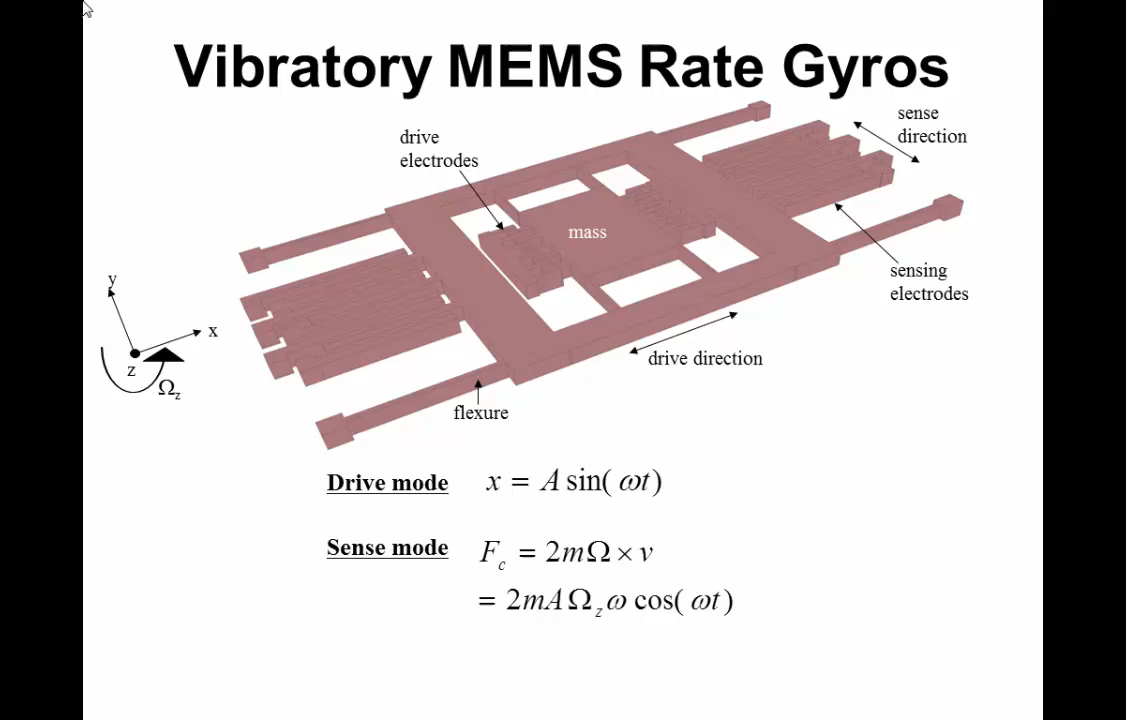 Vibratory MEMS Rate Gyros
drive
electrodes
sense
direction
mass
sensing
electrodes
y
x
z
Ω_z
drive direction
flexure
Drive mode x = A sin( ωt)
Sense mode F_c = 2mΩ × v
= 2mAΩ_z ω cos( ωt)